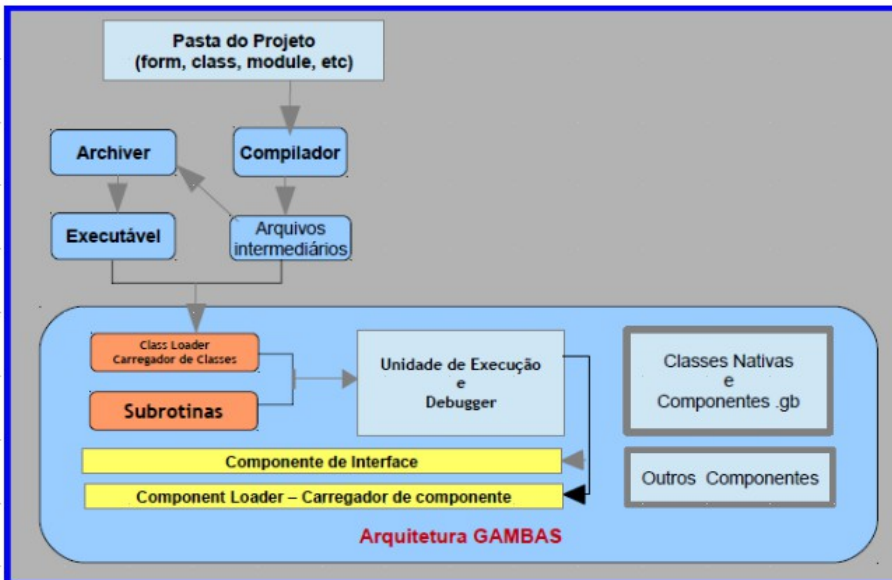 Pasta do Projeto
(form, class, module, etc)
Archiver
Compilador
Executável
Arquivos
intermediários
Class Loader
Carregador de Classes
Subrotinas
Unidade de Execução
e
Debugger
Classes Nativas
e
Componentes .gb
Componente de Interface
Component Loader – Carregador de componente
Outros Componentes
Arquitetura GAMBAS